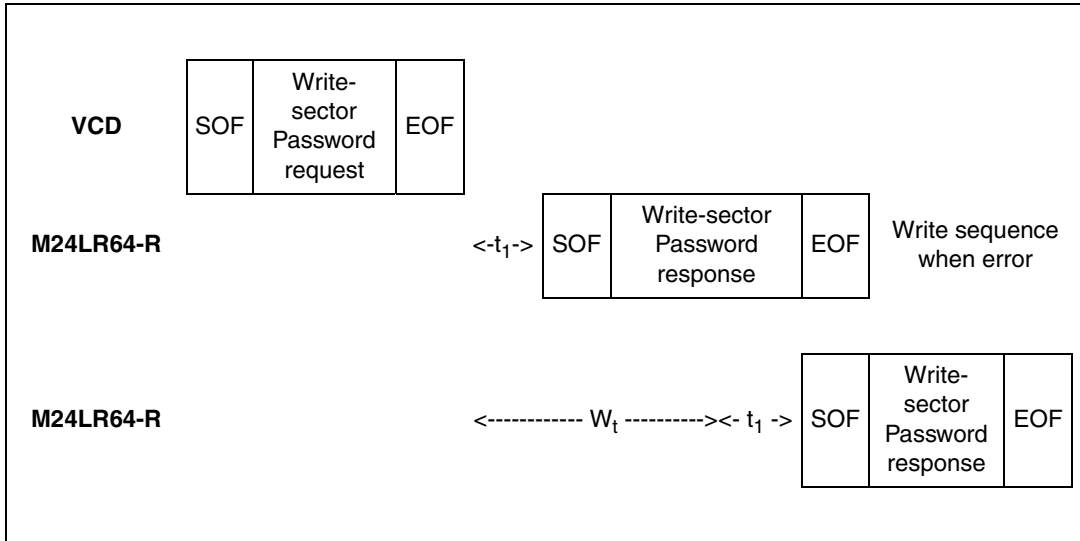 VCD
SOF
Write-
sector
Password
request
EOF
M24LR64-R
<-t₁->
SOF
Write-sector
Password
response
EOF
Write sequence
when error
M24LR64-R
<------------ Wₜ ----------><- t₁ ->
SOF
Write-
sector
Password
response
EOF